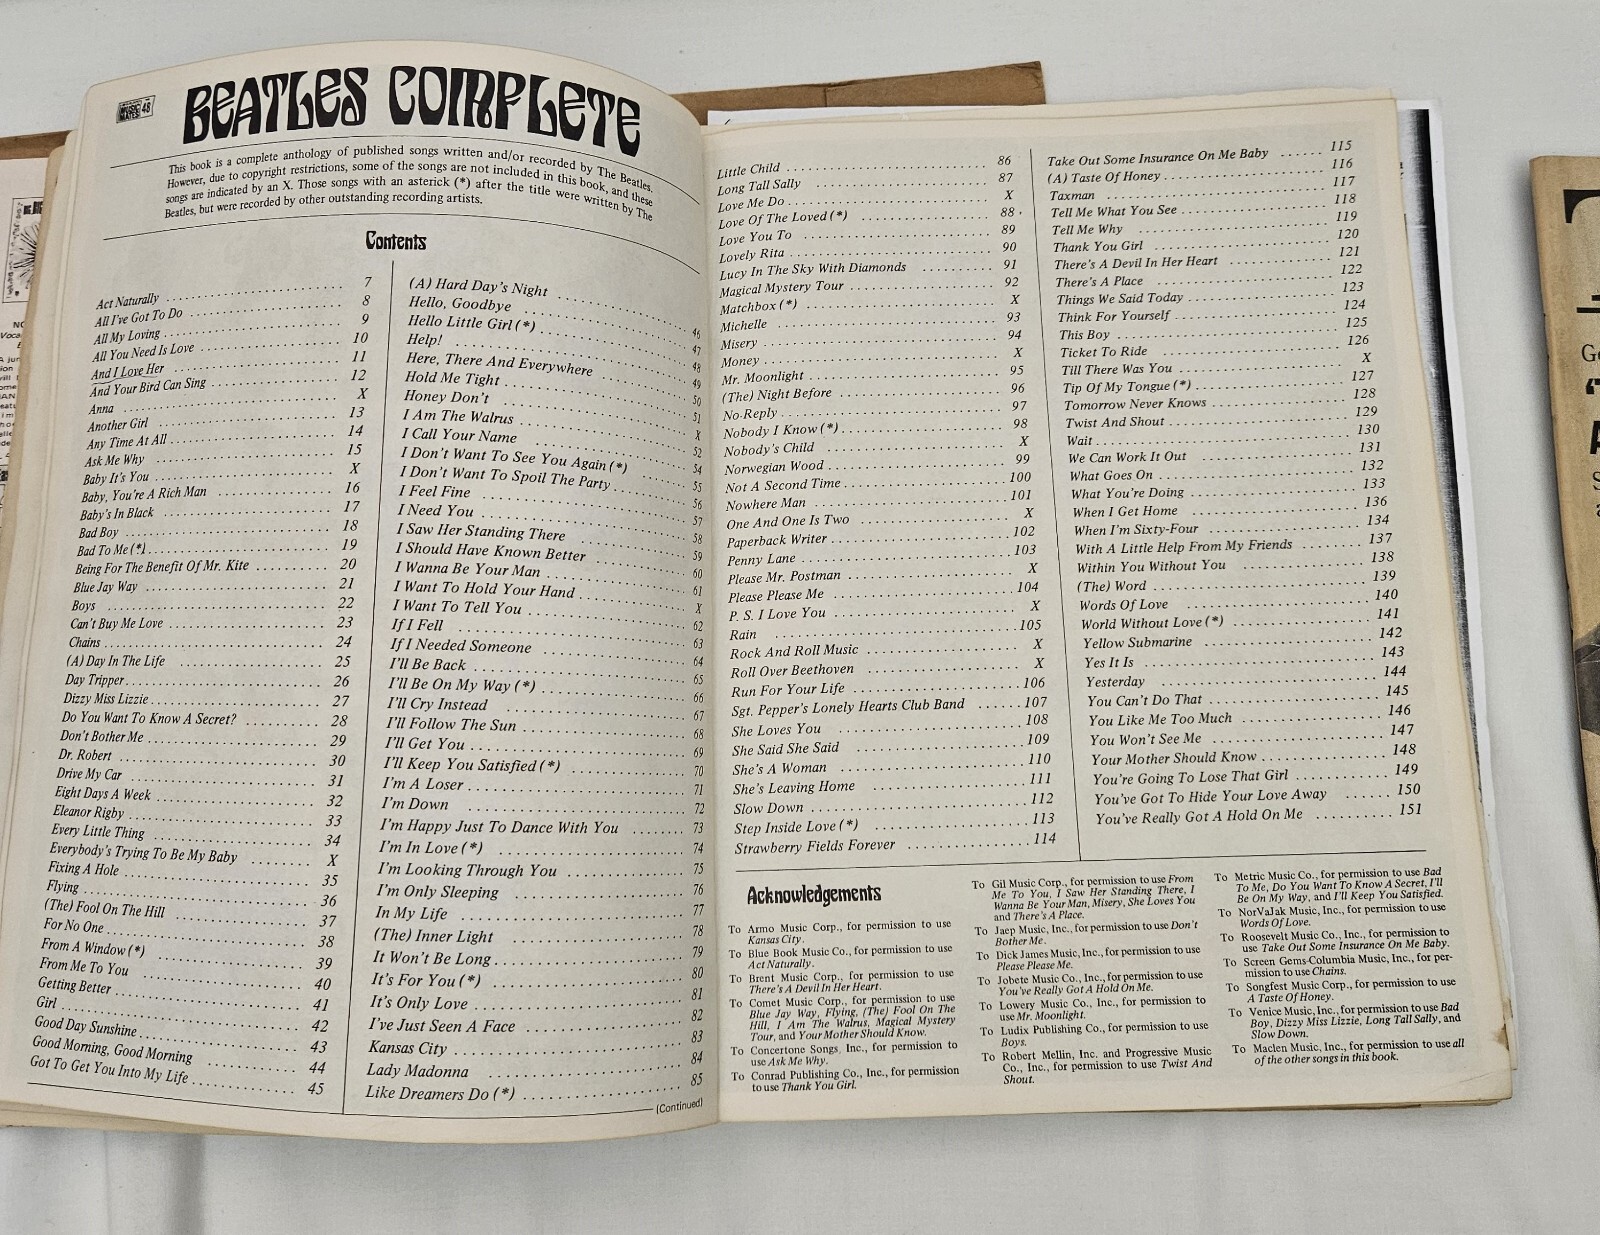 MUSIC MATES 48
BEATLES COMPLETE
This book is a complete anthology of published songs written and/or recorded by The Beatles.
However, due to copyright restrictions, some of the songs are not included in this book, and these
songs are indicated by an X. Those songs with an asterick (*) after the title were written by The
Beatles, but were recorded by other outstanding recording artists.
Contents
Act Naturally 7
All I've Got To Do 8
All My Loving 9
All You Need Is Love 10
And I Love Her 11
And Your Bird Can Sing 12
Anna X
Another Girl 13
Any Time At All 14
Ask Me Why 15
Baby It's You X
Baby, You're A Rich Man 16
Baby's In Black 17
Bad Boy 18
Bad To Me (*) 19
Being For The Benefit Of Mr. Kite 20
Blue Jay Way 21
Boys 22
Can't Buy Me Love 23
Chains 24
(A) Day In The Life 25
Day Tripper 26
Dizzy Miss Lizzie 27
Do You Want To Know A Secret? 28
Don't Bother Me 29
Dr. Robert 30
Drive My Car 31
Eight Days A Week 32
Eleanor Rigby 33
Every Little Thing 34
Everybody's Trying To Be My Baby X
Fixing A Hole 35
Flying 36
(The) Fool On The Hill 37
For No One 38
From A Window (*) 39
From Me To You 40
Getting Better 41
Girl 42
Good Day Sunshine 43
Good Morning, Good Morning 44
Got To Get You Into My Life 45
(A) Hard Day's Night 46
Hello, Goodbye 47
Hello Little Girl (*) 48
Help! 49
Here, There And Everywhere 50
Hold Me Tight 51
Honey Don't X
I Am The Walrus 52
I Call Your Name 54
I Don't Want To See You Again (*) 55
I Don't Want To Spoil The Party 56
I Feel Fine 57
I Need You 58
I Saw Her Standing There 59
I Should Have Known Better 60
I Wanna Be Your Man 61
I Want To Hold Your Hand X
I Want To Tell You 62
If I Fell 63
If I Needed Someone 64
I'll Be Back 65
I'll Be On My Way (*) 66
I'll Cry Instead 67
I'll Follow The Sun 68
I'll Get You 69
I'll Keep You Satisfied (*) 70
I'm A Loser 71
I'm Down 72
I'm Happy Just To Dance With You 73
I'm In Love (*) 74
I'm Looking Through You 75
I'm Only Sleeping 76
In My Life 77
(The) Inner Light 78
It Won't Be Long 79
It's For You (*) 80
It's Only Love 81
I've Just Seen A Face 82
Kansas City 83
Lady Madonna 84
Like Dreamers Do (*) 85
(Continued)
Little Child 86
Long Tall Sally 87
Love Me Do X
Love Of The Loved (*) 88
Love You To 89
Lovely Rita 90
Lucy In The Sky With Diamonds 91
Magical Mystery Tour 92
Matchbox (*) X
Michelle 93
Misery 94
Money X
Mr. Moonlight 95
(The) Night Before 96
No-Reply 97
Nobody I Know (*) 98
Nobody's Child X
Norwegian Wood 99
Not A Second Time 100
Nowhere Man 101
One And One Is Two X
Paperback Writer 102
Penny Lane 103
Please Mr. Postman X
Please Please Me 104
P. S. I Love You X
Rain 105
Rock And Roll Music X
Roll Over Beethoven X
Run For Your Life 106
Sgt. Pepper's Lonely Hearts Club Band 107
She Loves You 108
She Said She Said 109
She's A Woman 110
She's Leaving Home 111
Slow Down 112
Step Inside Love (*) 113
Strawberry Fields Forever 114
Take Out Some Insurance On Me Baby 115
(A) Taste Of Honey 116
Taxman 117
Tell Me What You See 118
Tell Me Why 119
Thank You Girl 120
There's A Devil In Her Heart 121
There's A Place 122
Things We Said Today 123
Think For Yourself 124
This Boy 125
Ticket To Ride 126
Till There Was You X
Tip Of My Tongue (*) 127
Tomorrow Never Knows 128
Twist And Shout 129
Wait 130
We Can Work It Out 131
What Goes On 132
What You're Doing 133
When I Get Home 136
When I'm Sixty-Four 134
With A Little Help From My Friends 137
Within You Without You 138
(The) Word 139
Words Of Love 140
World Without Love (*) 141
Yellow Submarine 142
Yes It Is 143
Yesterday 144
You Can't Do That 145
You Like Me Too Much 146
You Won't See Me 147
Your Mother Should Know 148
You're Going To Lose That Girl 149
You've Got To Hide Your Love Away 150
You've Really Got A Hold On Me 151
Acknowledgements
To Armo Music Corp., for permission to use
Kansas City.
To Blue Book Music Co., for permission to use
Act Naturally.
To Brent Music Corp., for permission to use
There's A Devil In Her Heart.
To Comet Music Corp., for permission to use
Blue Jay Way, Flying, (The) Fool On The
Hill, I Am The Walrus, Magical Mystery
Tour, and Your Mother Should Know.
To Concertone Songs, Inc., for permission to
use Ask Me Why.
To Conrad Publishing Co., Inc., for permission
to use Thank You Girl.
To Gil Music Corp., for permission to use From
Me To You, I Saw Her Standing There, I
Wanna Be Your Man, Misery, She Loves You
and There's A Place.
To Jaep Music, Inc., for permission to use Don't
Bother Me.
To Dick James Music, Inc., for permission to use
Please Please Me.
To Jobete Music Co., Inc., for permission to use
You've Really Got A Hold On Me.
To Lowery Music Co., Inc., for permission to
use Mr. Moonlight.
To Ludix Publishing Co., for permission to use
Boys.
To Robert Mellin, Inc. and Progressive Music
Co., Inc., for permission to use Twist And
Shout.
To Metric Music Co., for permission to use Bad
To Me, Do You Want To Know A Secret, I'll
Be On My Way, and I'll Keep You Satisfied.
To NorVaJak Music, Inc., for permission to use
Words Of Love.
To Roosevelt Music Co., Inc., for permission to
use Take Out Some Insurance On Me Baby.
To Screen Gems-Columbia Music, Inc., for per-
mission to use Chains.
To Songfest Music Corp., for permission to use
A Taste Of Honey.
To Venice Music, Inc., for permission to use Bad
Boy, Dizzy Miss Lizzie, Long Tall Sally, and
Slow Down.
To Maclen Music, Inc., for permission to use all
of the other songs in this book.